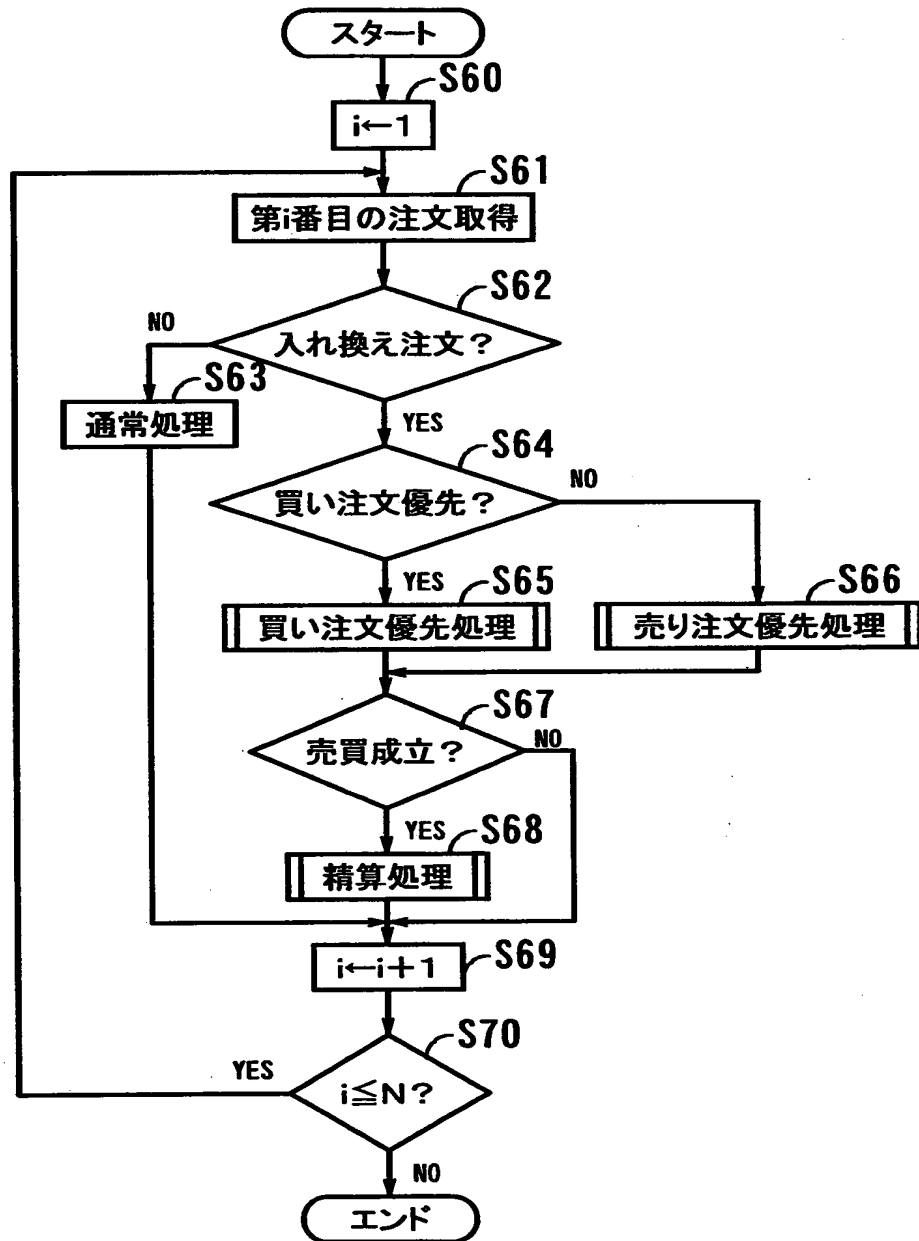 スタート
S60
i←1
S61
第i番目の注文取得
S62
入れ換え注文?
NO
YES
S63
通常処理
S64
買い注文優先?
NO
YES
S65
買い注文優先処理
S66
売り注文優先処理
S67
売買成立?
NO
YES
S68
精算処理
S69
i←i+1
S70
i≦N?
YES
NO
エンド